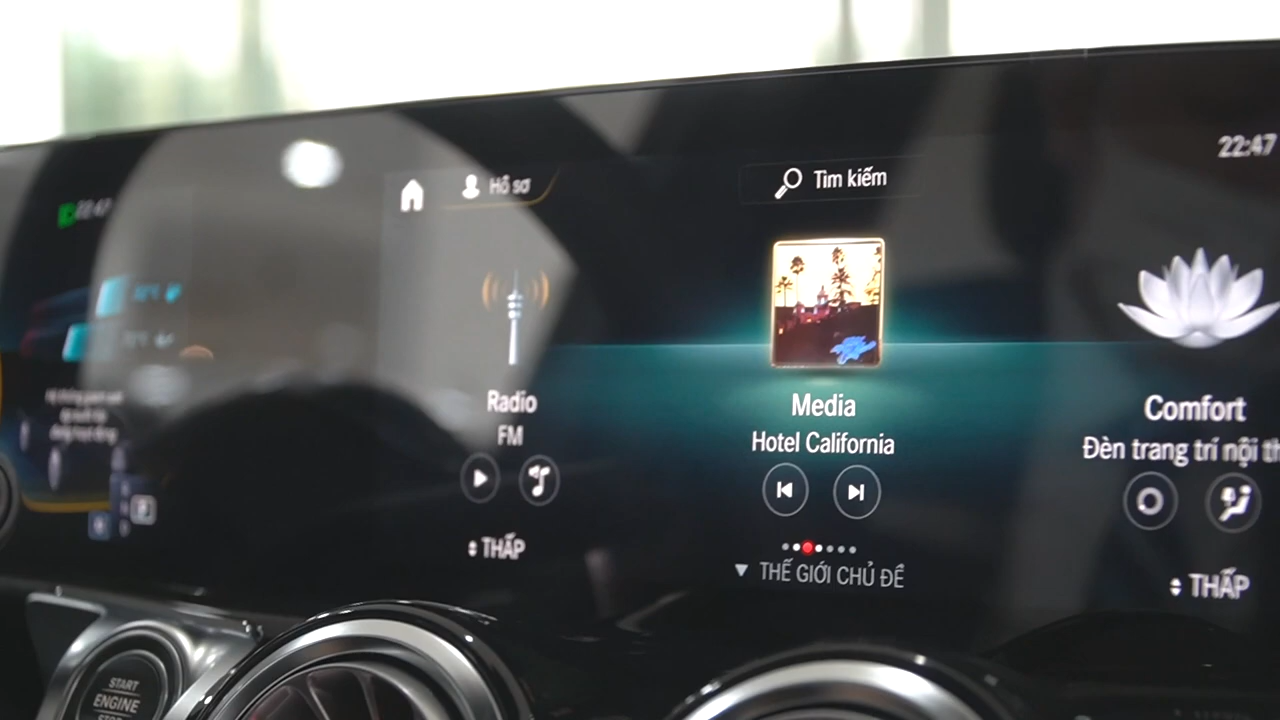 22:47
Hồ sơ
Tìm kiếm
Radio
FM
Media
Hotel California
Comfort
Đèn trang trí nội th
THẤP
THẾ GIỚI CHỦ ĐỀ
THẤP
START
ENGINE
STOP